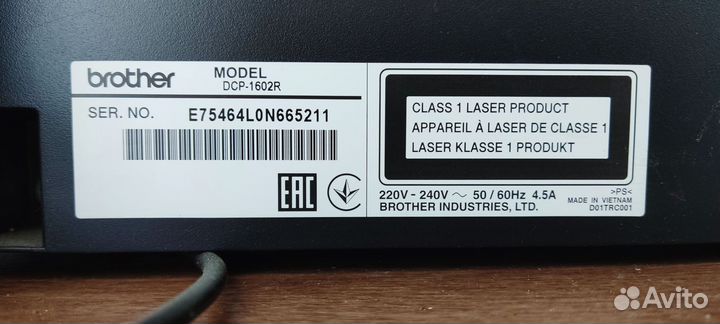 brother
MODEL
DCP-1602R
SER. NO. E75464L0N665211
EAC
CLASS 1 LASER PRODUCT
APPAREIL À LASER DE CLASSE 1
LASER KLASSE 1 PRODUKT
220V - 240V ~ 50 / 60Hz 4.5A
BROTHER INDUSTRIES, LTD.
>PS<
MADE IN VIETNAM
D01TRC001
Avito